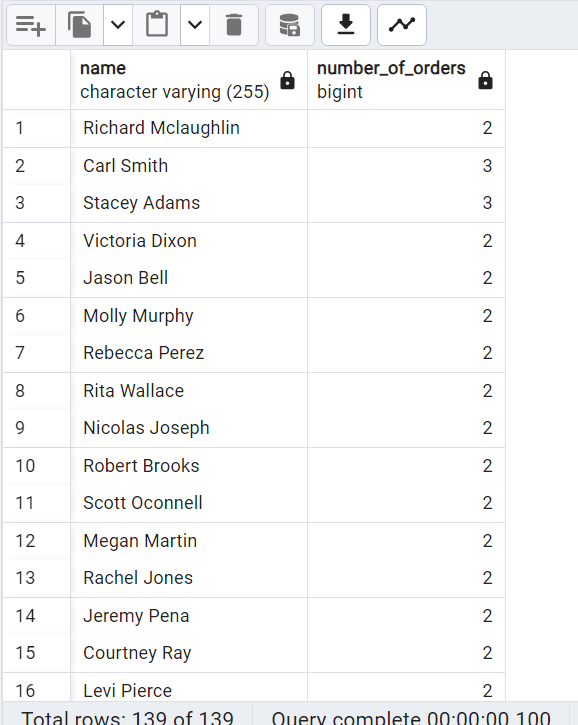 name number_of_orders
character varying (255) bigint
1 Richard Mclaughlin 2
2 Carl Smith 3
3 Stacey Adams 3
4 Victoria Dixon 2
5 Jason Bell 2
6 Molly Murphy 2
7 Rebecca Perez 2
8 Rita Wallace 2
9 Nicolas Joseph 2
10 Robert Brooks 2
11 Scott Oconnell 2
12 Megan Martin 2
13 Rachel Jones 2
14 Jeremy Pena 2
15 Courtney Ray 2
16 Levi Pierce 2
Total rows: 139 of 139 Query complete 00:00:00.100